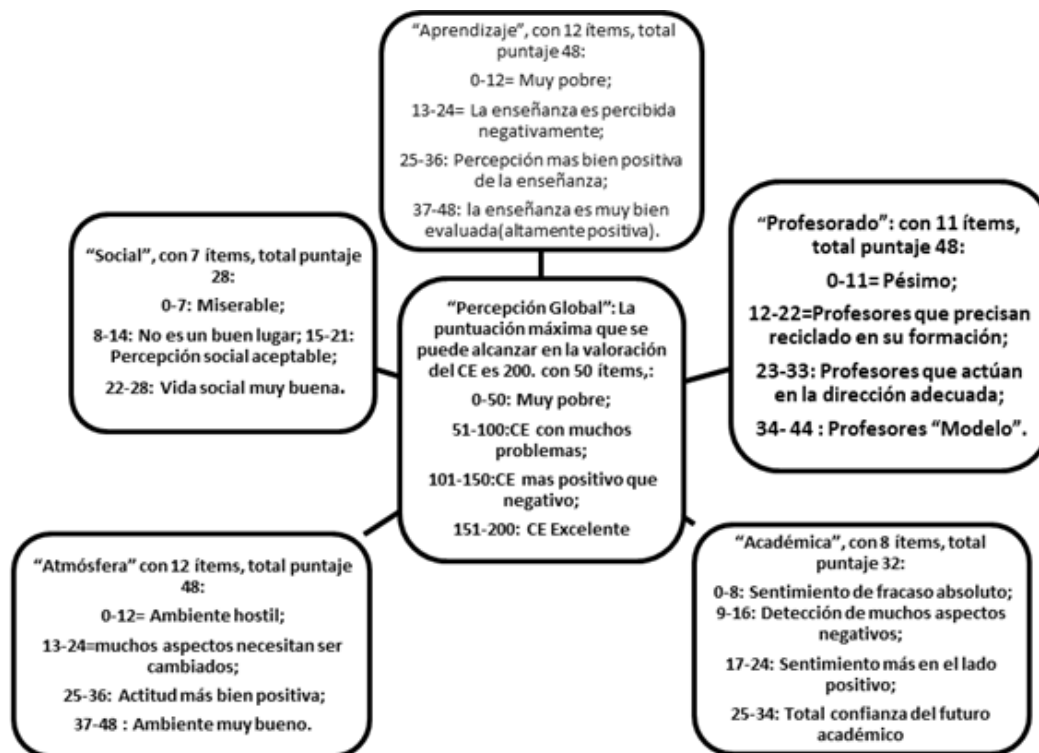 “Aprendizaje”, con 12 ítems, total
puntaje 48:
0-12= Muy pobre;
13-24= La enseñanza es percibida
negativamente;
25-36: Percepción mas bien positiva
de la enseñanza;
37-48: la enseñanza es muy bien
evaluada(altamente positiva).
“Social”, con 7 ítems, total puntaje
28:
0-7: Miserable;
8-14: No es un buen lugar; 15-21:
Percepción social aceptable;
22-28: Vida social muy buena.
“Percepción Global”: La
puntuación máxima que se
puede alcanzar en la valoración
del CE es 200. con 50 ítems,:
0-50: Muy pobre;
51-100:CE con muchos
problemas;
101-150:CE mas positivo que
negativo;
151-200: CE Excelente
“Profesorado”: con 11 ítems,
total puntaje 48:
0-11= Pésimo;
12-22=Profesores que precisan
reciclado en su formación;
23-33: Profesores que actúan
en la dirección adecuada;
34- 44 : Profesores “Modelo”.
“Atmósfera” con 12 ítems, total puntaje
48:
0-12= Ambiente hostil;
13-24=muchos aspectos necesitan ser
cambiados;
25-36: Actitud más bien positiva;
37-48 : Ambiente muy bueno.
“Académica”, con 8 ítems, total
puntaje 32:
0-8: Sentimiento de fracaso absoluto;
9-16: Detección de muchos aspectos
negativos;
17-24: Sentimiento más en el lado
positivo;
25-34: Total confianza del futuro
académico